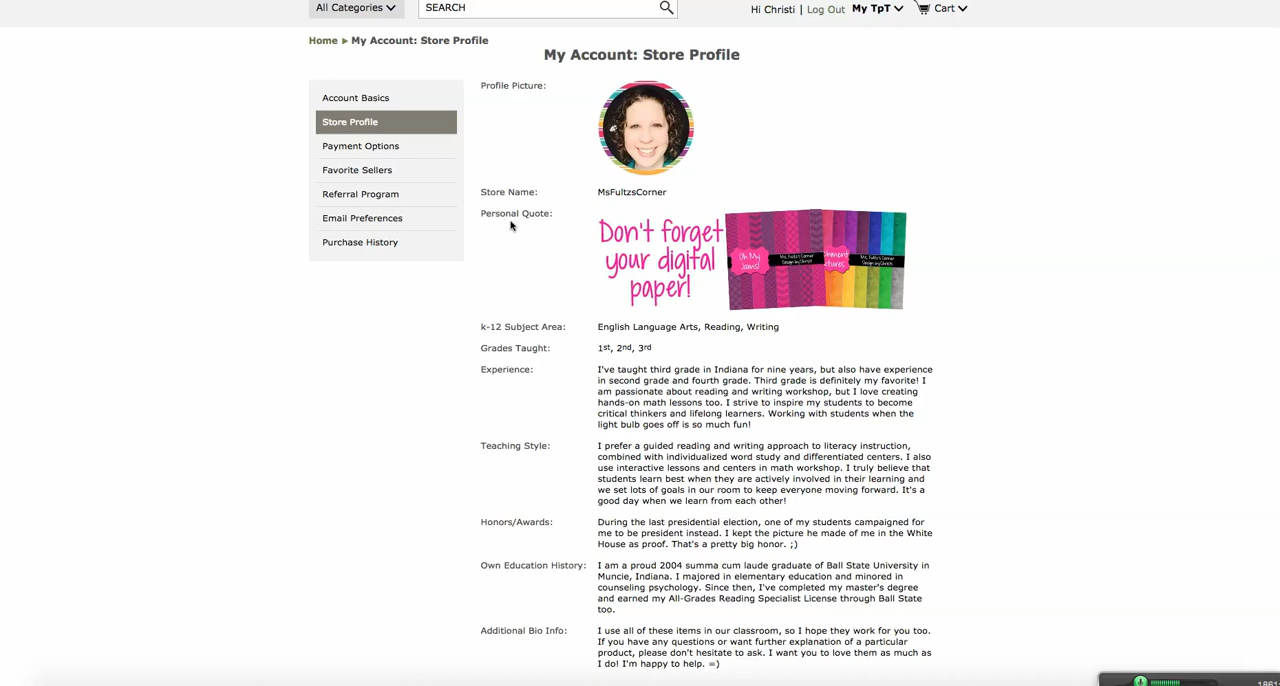 All Categories
SEARCH
Hi Christi | Log Out My TpT
Cart
Home ▸ My Account: Store Profile
My Account: Store Profile
Account Basics
Store Profile
Payment Options
Favorite Sellers
Referral Program
Email Preferences
Purchase History
Profile Picture:
Store Name: MsFultzsCorner
Personal Quote:
Don't forget
your digital
paper!
Oh My
Jams!
Ms. Fultz's Corner
Design by Christi
Ms. Fultz's Corner
Design by Christi
k-12 Subject Area: English Language Arts, Reading, Writing
Grades Taught: 1st, 2nd, 3rd
Experience: I've taught third grade in Indiana for nine years, but also have experience
in second grade and fourth grade. Third grade is definitely my favorite! I
am passionate about reading and writing workshop, but I love creating
hands-on math lessons too. I strive to inspire my students to become
critical thinkers and lifelong learners. Working with students when the
light bulb goes off is so much fun!
Teaching Style: I prefer a guided reading and writing approach to literacy instruction,
combined with individualized word study and differentiated centers. I also
use interactive lessons and centers in math workshop. I truly believe that
students learn best when they are actively involved in their learning and
we set lots of goals in our room to keep everyone moving forward. It's a
good day when we learn from each other!
Honors/Awards: During the last presidential election, one of my students campaigned for
me to be president instead. I kept the picture he made of me in the White
House as proof. That's a pretty big honor. ;)
Own Education History: I am a proud 2004 summa cum laude graduate of Ball State University in
Muncie, Indiana. I majored in elementary education and minored in
counseling psychology. Since then, I've completed my master's degree
and earned my All-Grades Reading Specialist License through Ball State
too.
Additional Bio Info: I use all of these items in our classroom, so I hope they work for you too.
If you have any questions or want further explanation of a particular
product, please don't hesitate to ask. I want you to love them as much as
I do! I'm happy to help. =)